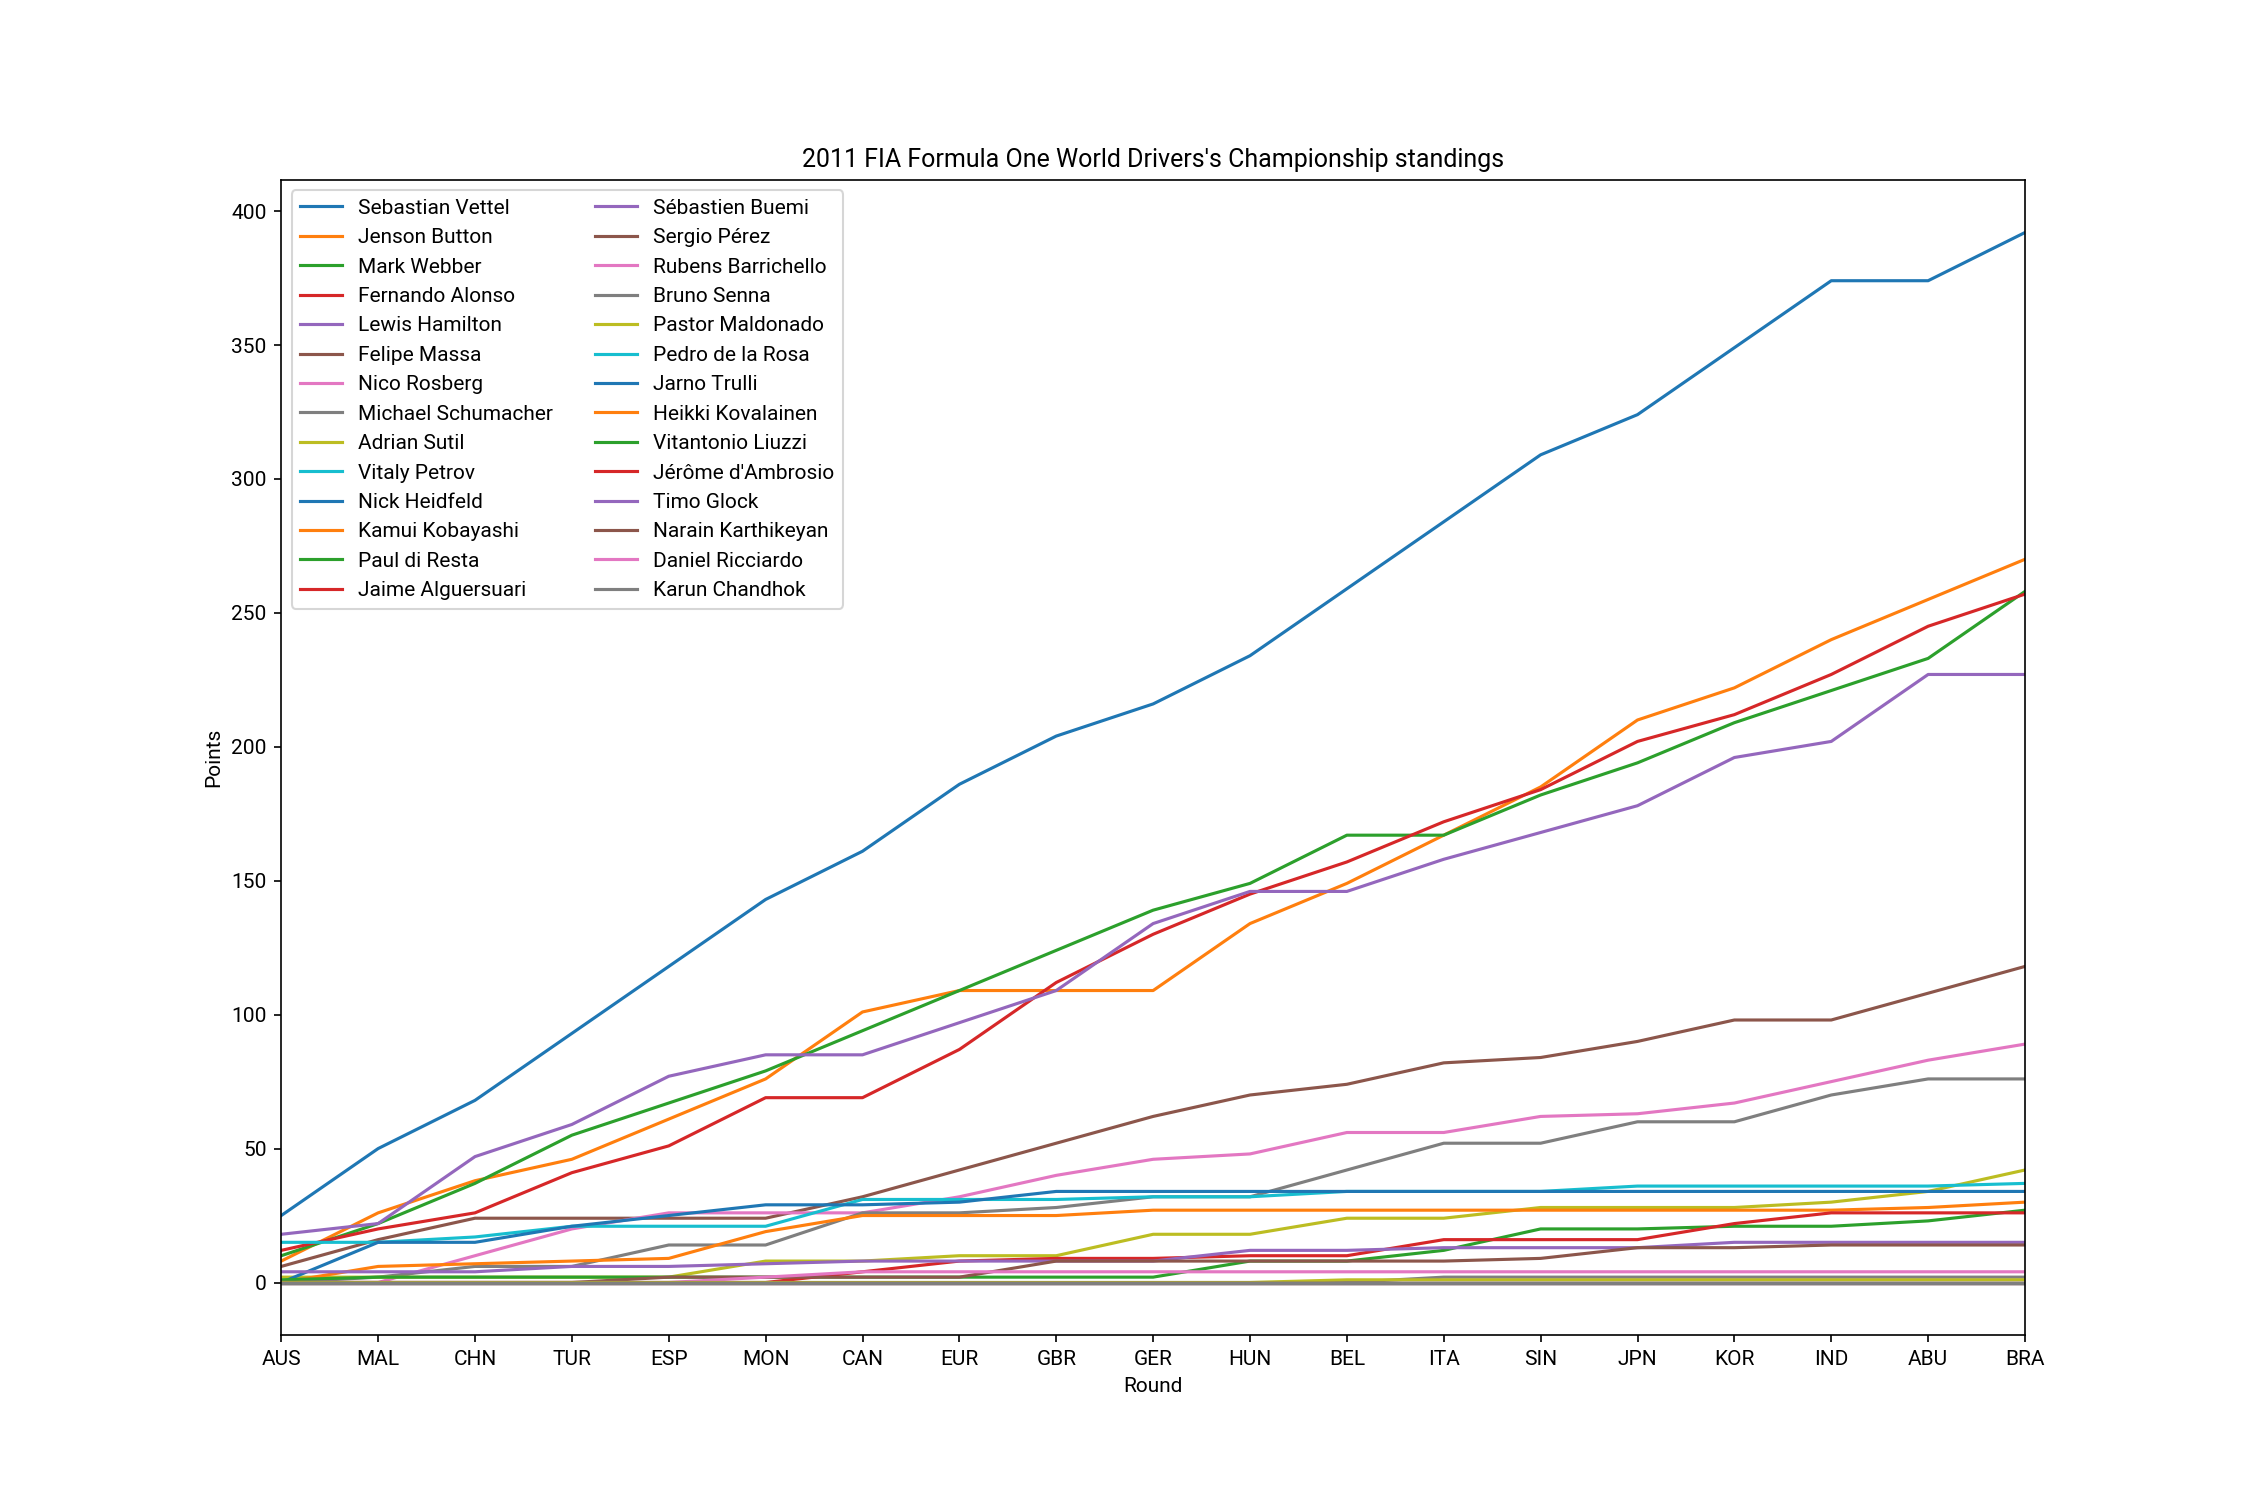 2011 FIA Formula One World Drivers's Championship standings
Sebastian Vettel
Jenson Button
Mark Webber
Fernando Alonso
Lewis Hamilton
Felipe Massa
Nico Rosberg
Michael Schumacher
Adrian Sutil
Vitaly Petrov
Nick Heidfeld
Kamui Kobayashi
Paul di Resta
Jaime Alguersuari
Sébastien Buemi
Sergio Pérez
Rubens Barrichello
Bruno Senna
Pastor Maldonado
Pedro de la Rosa
Jarno Trulli
Heikki Kovalainen
Vitantonio Liuzzi
Jérôme d'Ambrosio
Timo Glock
Narain Karthikeyan
Daniel Ricciardo
Karun Chandhok
400
350
300
250
200
150
100
50
0
Points
AUS MAL CHN TUR ESP MON CAN EUR GBR GER HUN BEL ITA SIN JPN KOR IND ABU BRA
Round